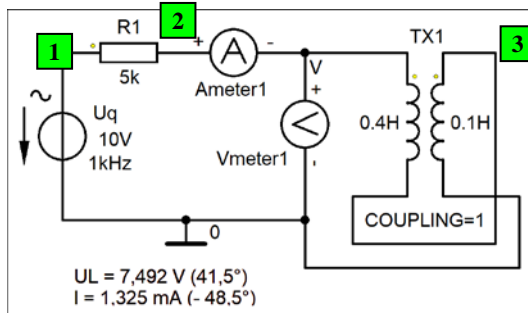 1
R1
5k
2
+
-
Ameter1
TX1
3
V
+
Uq
10V
1kHz
Vmeter1
-
0.4H
0.1H
0
COUPLING=1
UL = 7,492 V (41,5°)
I = 1,325 mA (- 48,5°)